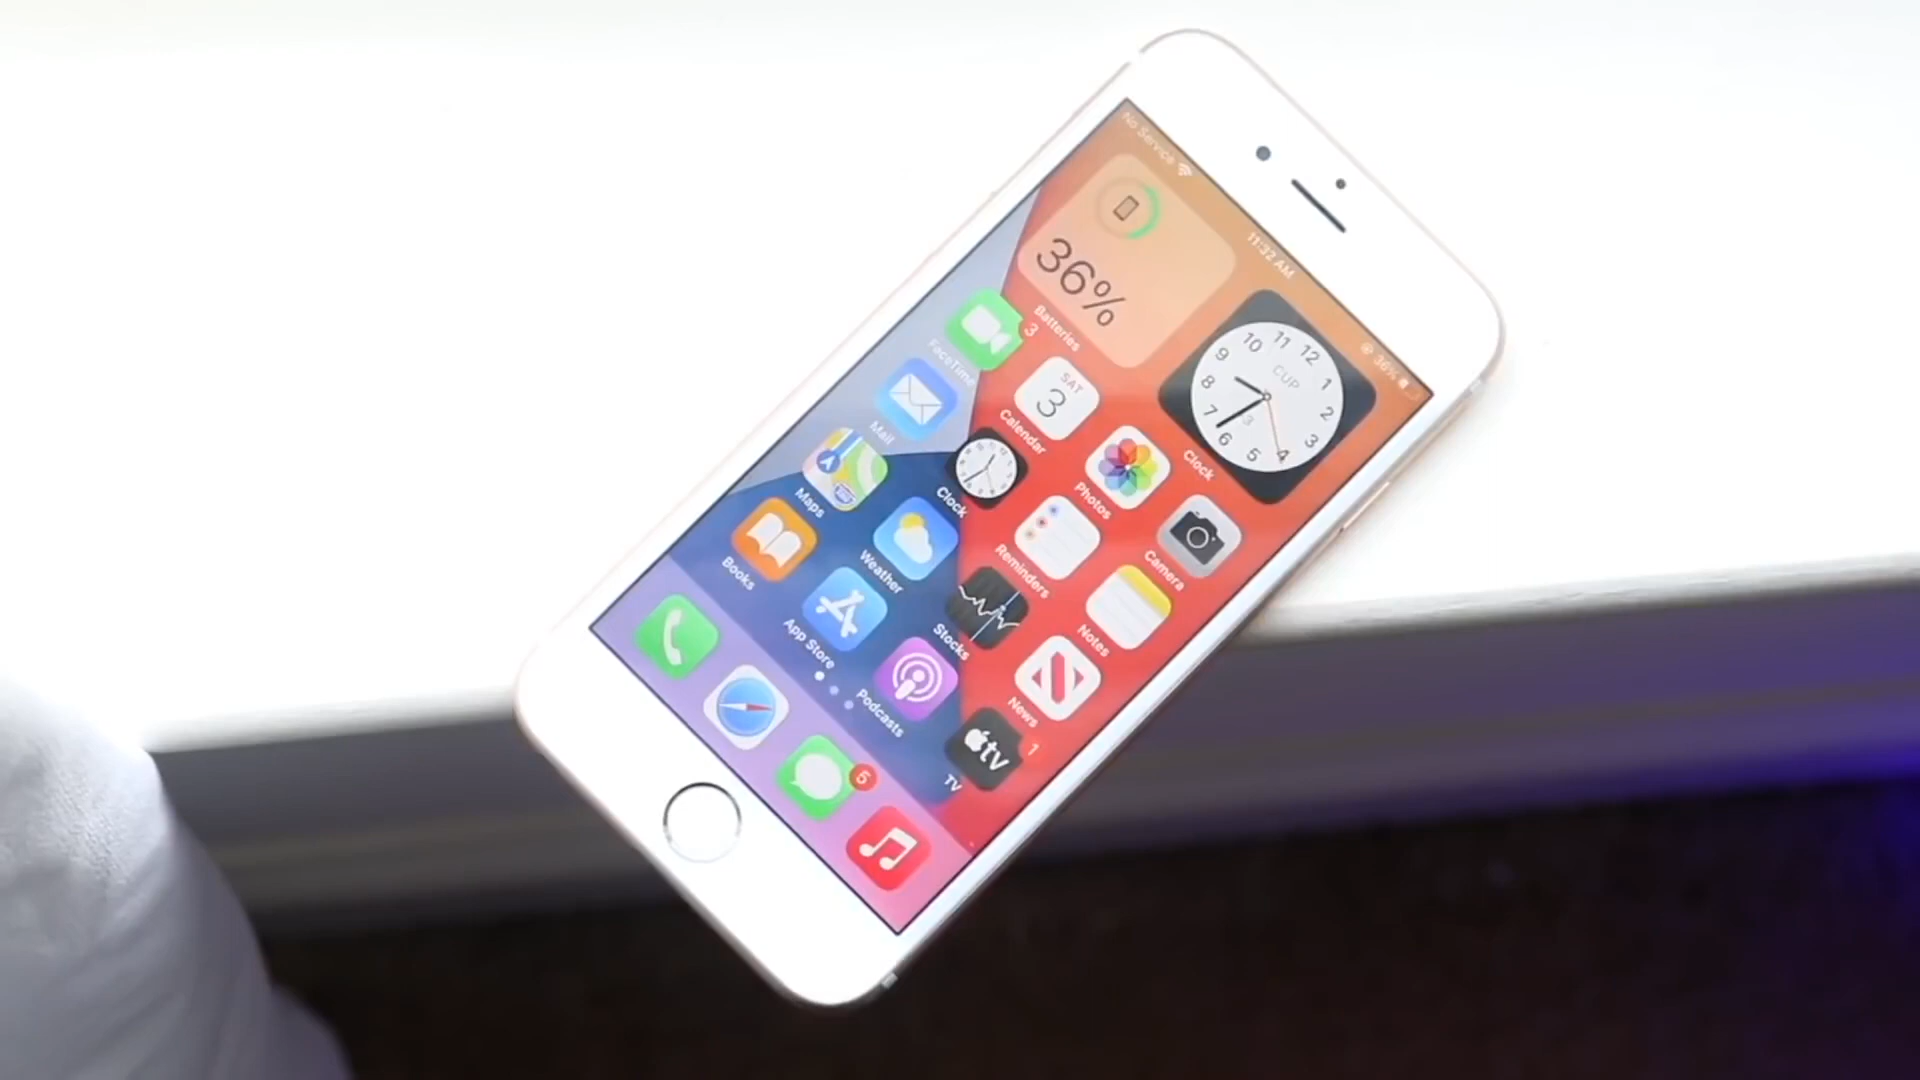 No Service
11:32 AM
36%
36%
Batteries
11 12 1 2 3 4 5 6 7 8 9 10
CUP
Clock
3
FaceTime
SAT
3
Calendar
Photos
Camera
Mail
Clock
Reminders
Notes
Maps
Weather
Stocks
News
Books
App Store
Podcasts
tv
1
TV
5